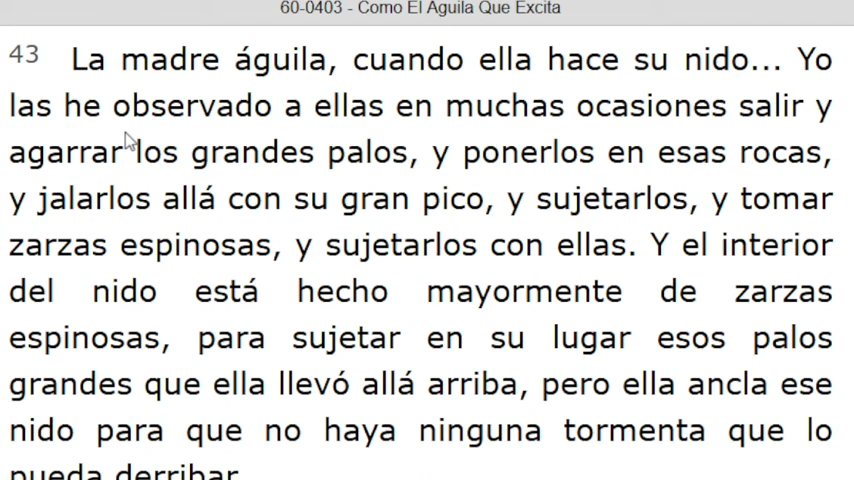 60-0403 - Como El Aguila Que Excita
43 La madre águila, cuando ella hace su nido... Yo
las he observado a ellas en muchas ocasiones salir y
agarrar los grandes palos, y ponerlos en esas rocas,
y jalarlos allá con su gran pico, y sujetarlos, y tomar
zarzas espinosas, y sujetarlos con ellas. Y el interior
del nido está hecho mayormente de zarzas
espinosas, para sujetar en su lugar esos palos
grandes que ella llevó allá arriba, pero ella ancla ese
nido para que no haya ninguna tormenta que lo
pueda derribar.